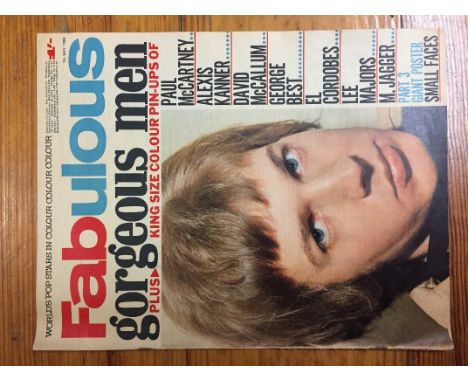 WORLD'S POP STARS IN COLOUR COLOUR COLOUR COLOUR
Fabulous
1/-
gorgeous men
PLUS KING SIZE COLOUR PIN-UPS OF
PAUL
McCARTNEY
ALEXIS
KANNER
DAVID
McCALLUM
GEORGE
BEST
EL
CORDOBES
LEE
MAJORS
M. JAGGER
PART 3
GIANT POSTER
SMALL FACES